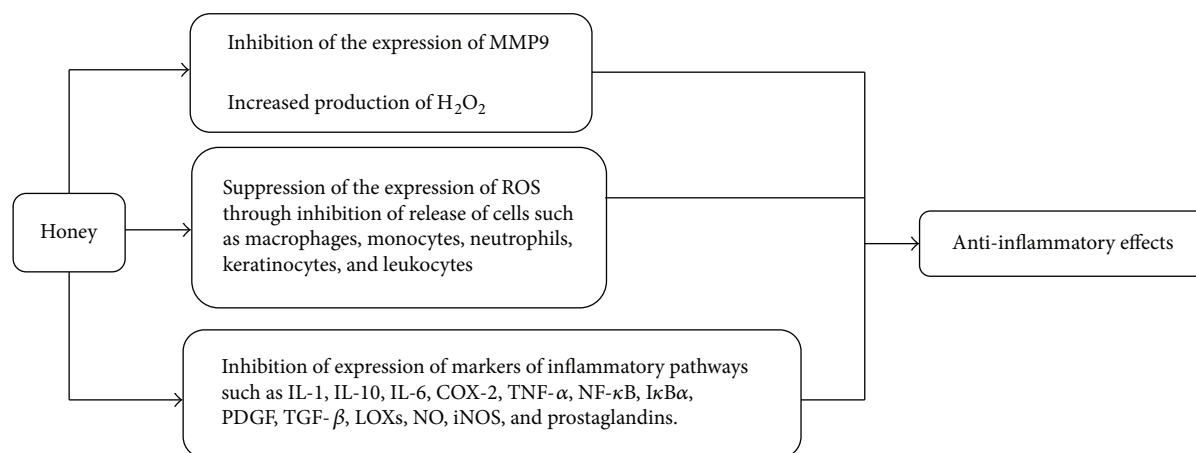 Inhibition of the expression of MMP9
Increased production of H₂O₂
Suppression of the expression of ROS
through inhibition of release of cells such
as macrophages, monocytes, neutrophils,
keratinocytes, and leukocytes
Honey
Anti-inflammatory effects
Inhibition of expression of markers of inflammatory pathways
such as IL-1, IL-10, IL-6, COX-2, TNF-α, NF-κB, IκBα,
PDGF, TGF-β, LOXs, NO, iNOS, and prostaglandins.